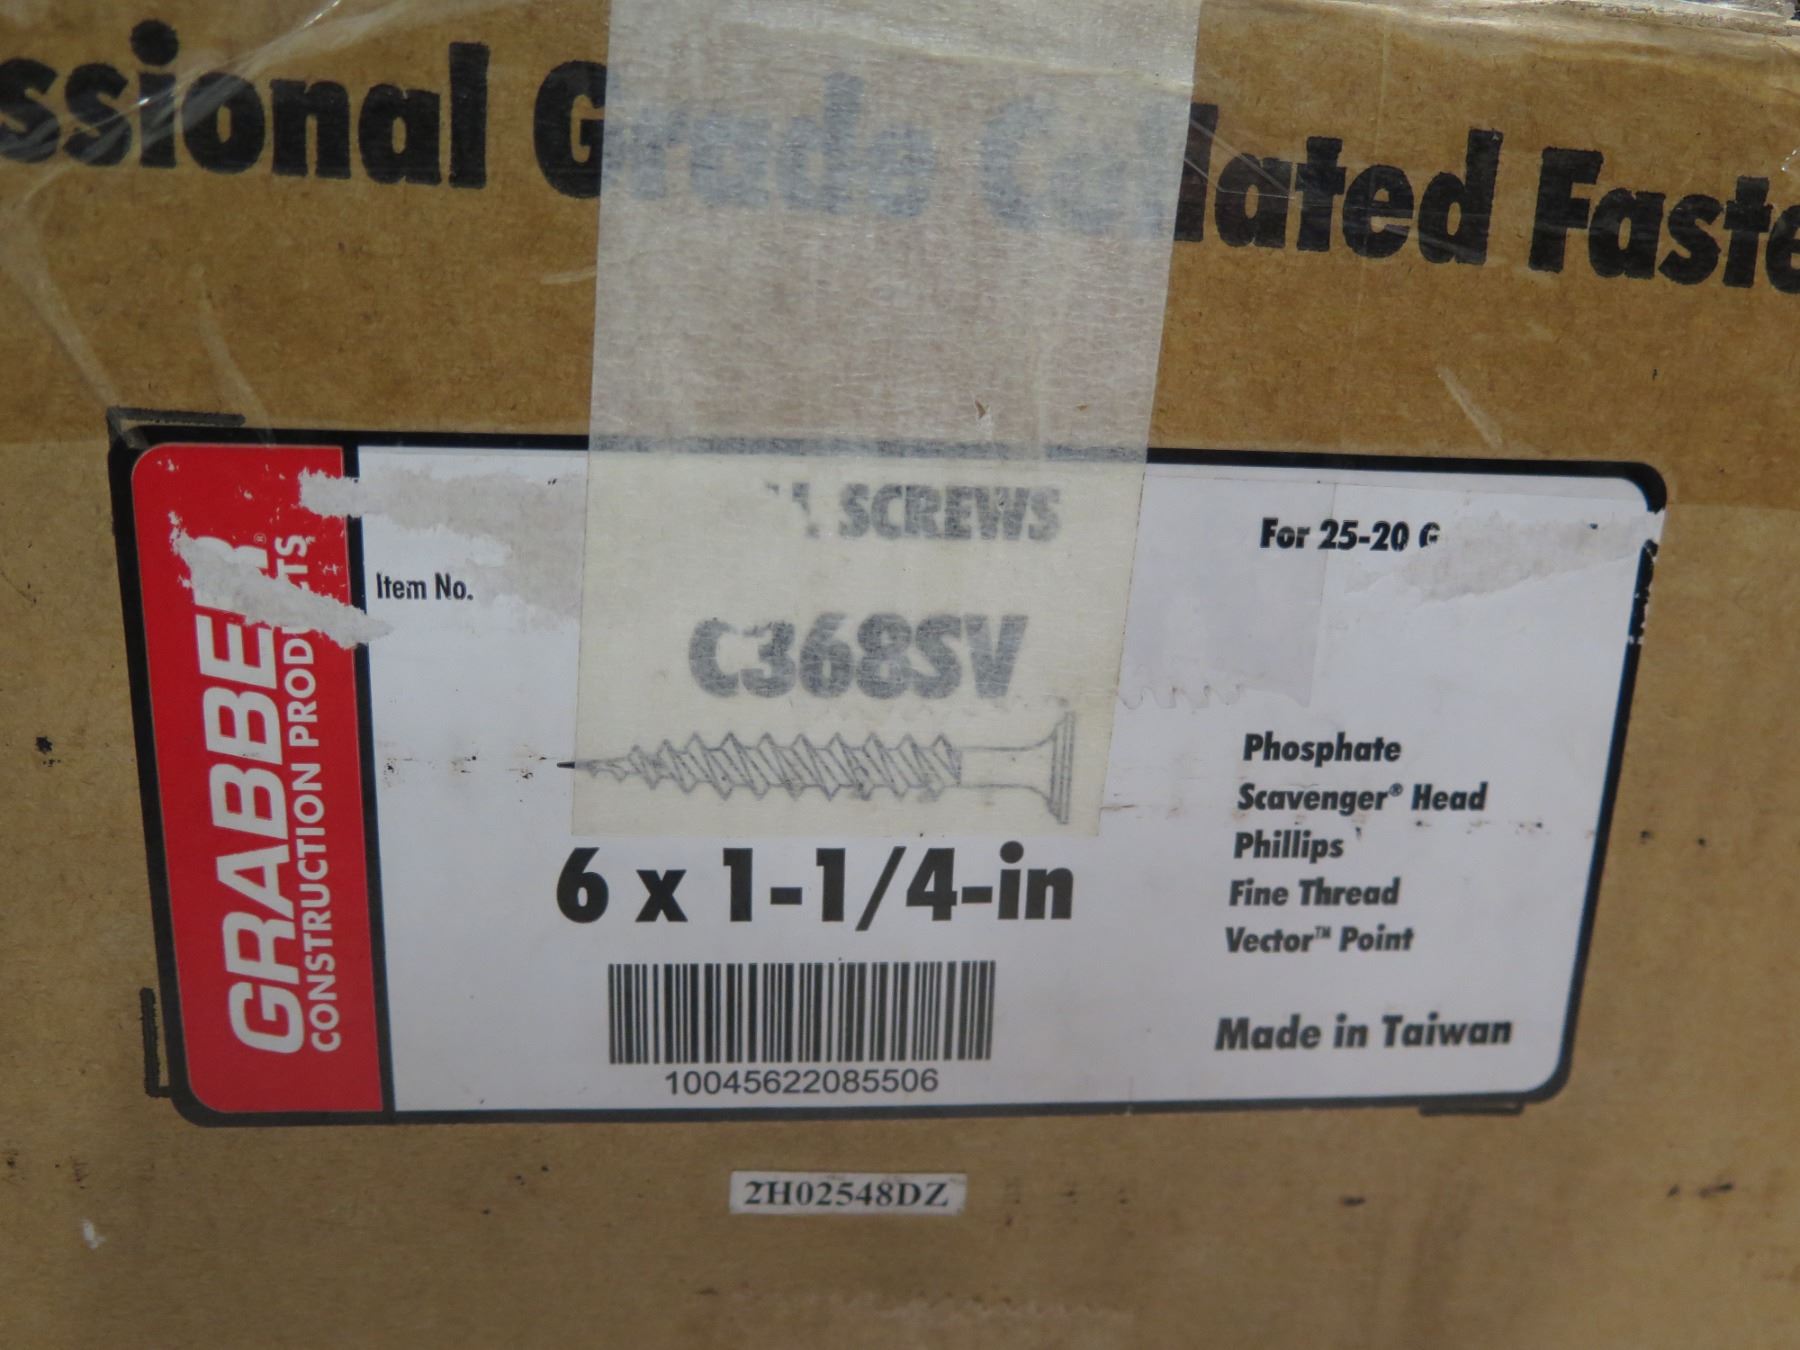 ssional Grade Collated Faste
GRABBER®
CONSTRUCTION PRODUCTS
SCREWS
For 25-20 G
Item No.
C368SV
6 x 1-1/4-in
Phosphate
Scavenger® Head
Phillips
Fine Thread
Vector™ Point
10045622085506
Made in Taiwan
2H02548DZ